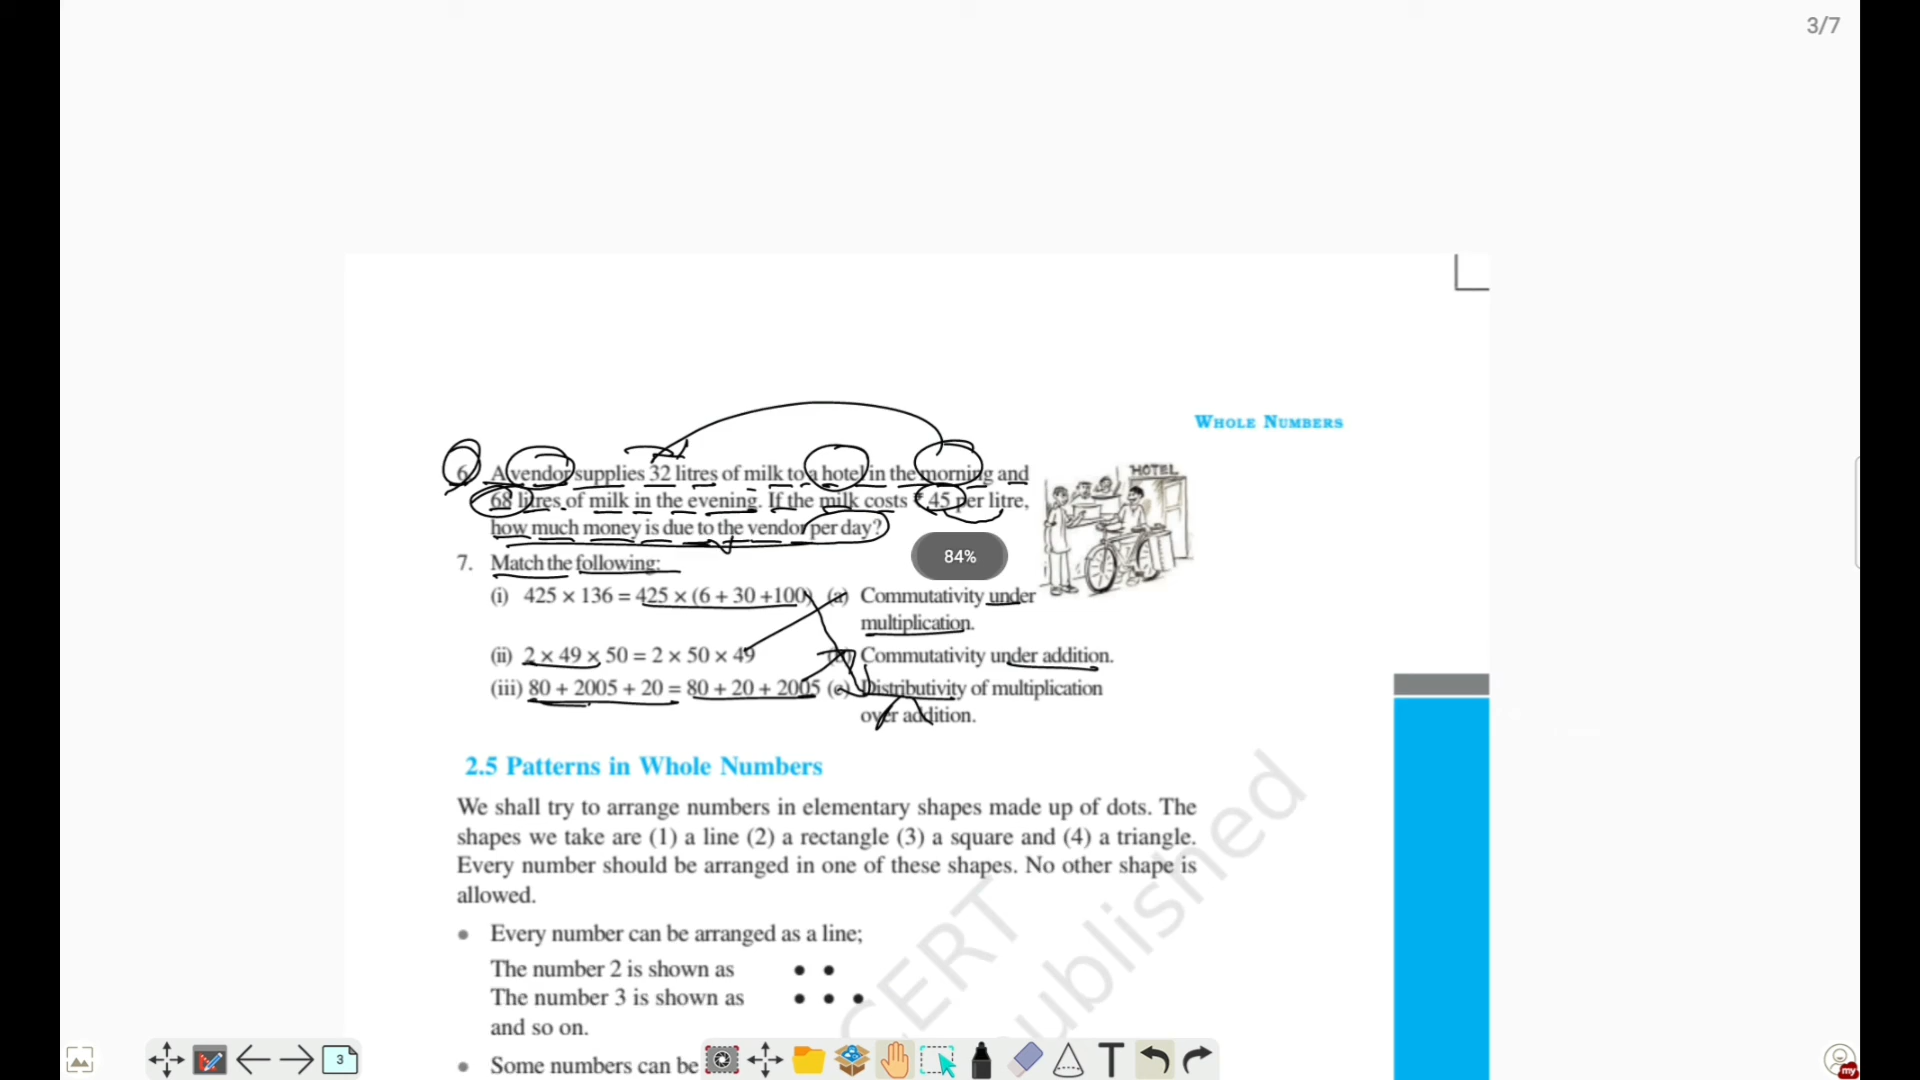 3/7
WHOLE NUMBERS
6. A vendor supplies 32 litres of milk to a hotel in the morning and
68 litres of milk in the evening. If the milk costs ₹ 45 per litre,
how much money is due to the vendor per day?
HOTEL
84%
7. Match the following:
(i) 425 × 136 = 425 × (6 + 30 +100) (a) Commutativity under
multiplication.
(ii) 2 × 49 × 50 = 2 × 50 × 49 (b) Commutativity under addition.
(iii) 80 + 2005 + 20 = 80 + 20 + 2005 (c) Distributivity of multiplication
over addition.
2.5 Patterns in Whole Numbers
We shall try to arrange numbers in elementary shapes made up of dots. The
shapes we take are (1) a line (2) a rectangle (3) a square and (4) a triangle.
Every number should be arranged in one of these shapes. No other shape is
allowed.
• Every number can be arranged as a line;
The number 2 is shown as
The number 3 is shown as
and so on.
• Some numbers can be
CERT
ublished
3
T
my